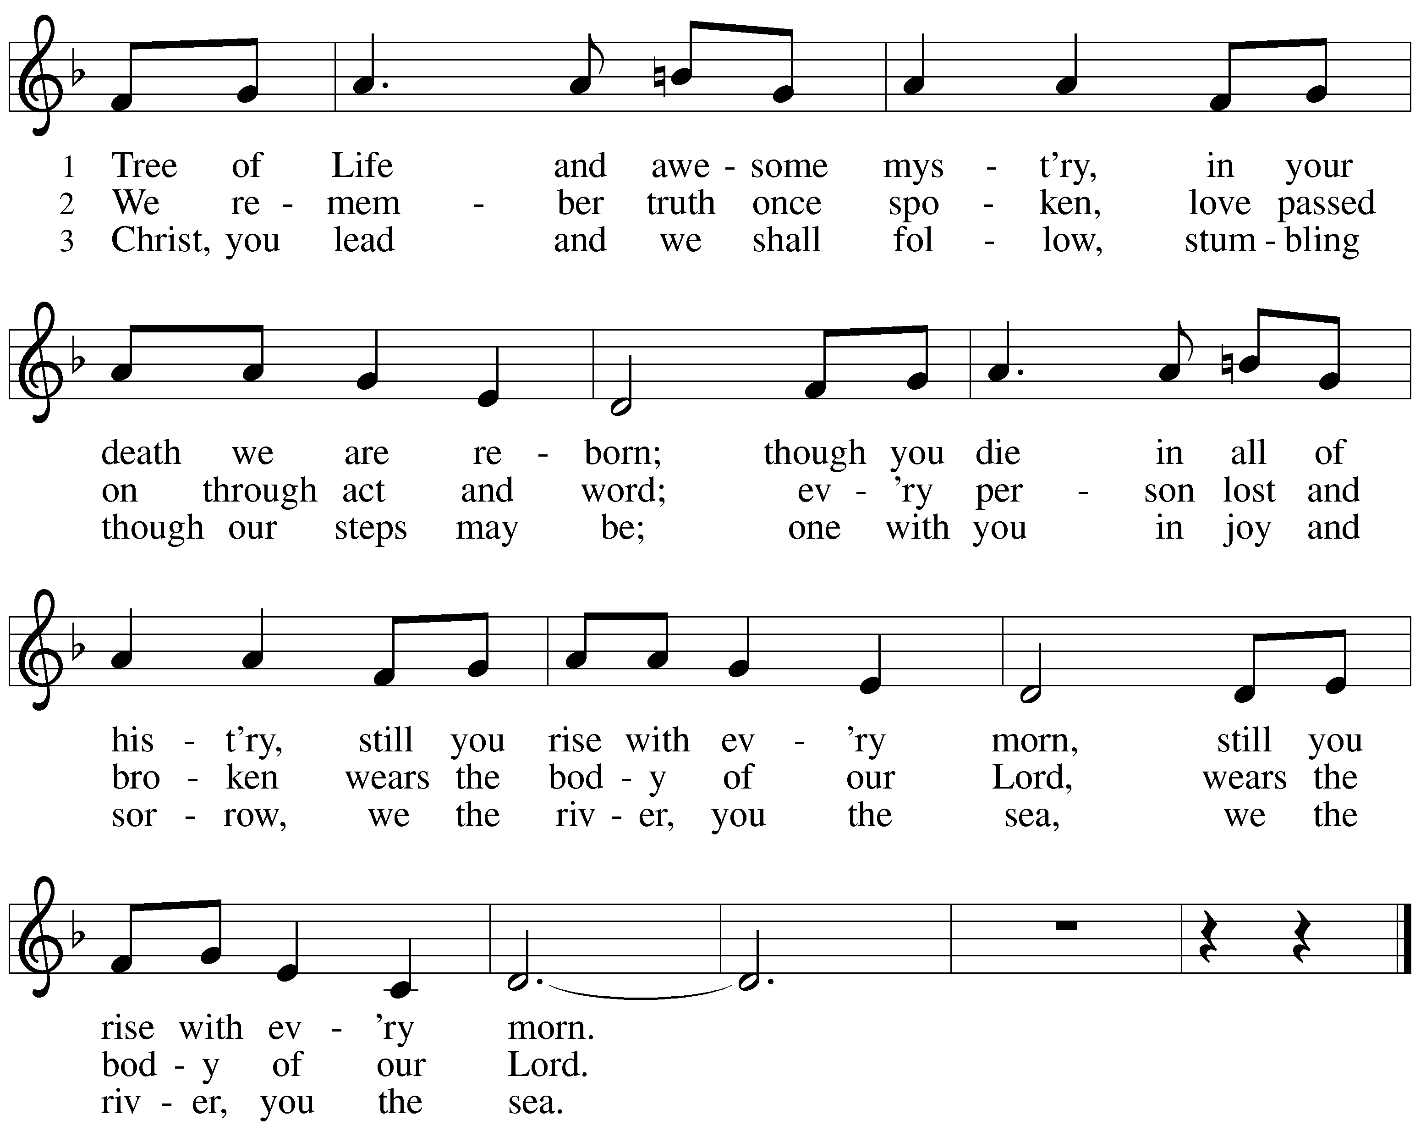 1 Tree of Life and awe - some mys - t’ry, in your
2 We re - mem - ber truth once spo - ken, love passed
3 Christ, you lead and we shall fol - low, stum - bling
death we are re - born; though you die in all of
on through act and word; ev - ’ry per - son lost and
though our steps may be; one with you in joy and
his - t’ry, still you rise with ev - ’ry morn, still you
bro - ken wears the bod - y of our Lord, wears the
sor - row, we the riv - er, you the sea, we the
rise with ev - ’ry morn.
bod - y of our Lord.
riv - er, you the sea.